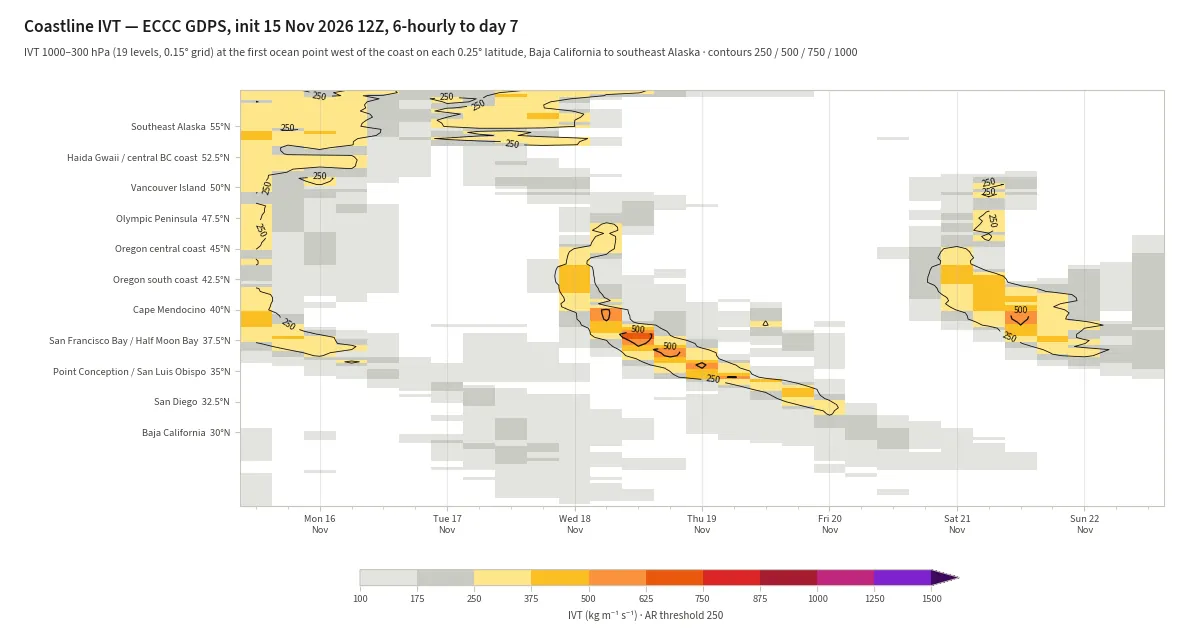 Coastline IVT — ECCC GDPS, init 15 Nov 2026 12Z, 6-hourly to day 7
IVT 1000–300 hPa (19 levels, 0.15° grid) at the first ocean point west of the coast on each 0.25° latitude, Baja California to southeast Alaska · contours 250 / 500 / 750 / 1000
250
250
250
250
250
250
250
250
250
250
500
500
250
250
250
250
500
250
Southeast Alaska 55°N
Haida Gwaii / central BC coast 52.5°N
Vancouver Island 50°N
Olympic Peninsula 47.5°N
Oregon central coast 45°N
Oregon south coast 42.5°N
Cape Mendocino 40°N
San Francisco Bay / Half Moon Bay 37.5°N
Point Conception / San Luis Obispo 35°N
San Diego 32.5°N
Baja California 30°N
Mon 16 Nov
Tue 17 Nov
Wed 18 Nov
Thu 19 Nov
Fri 20 Nov
Sat 21 Nov
Sun 22 Nov
100 175 250 375 500 625 750 875 1000 1250 1500
IVT (kg m⁻¹ s⁻¹) · AR threshold 250